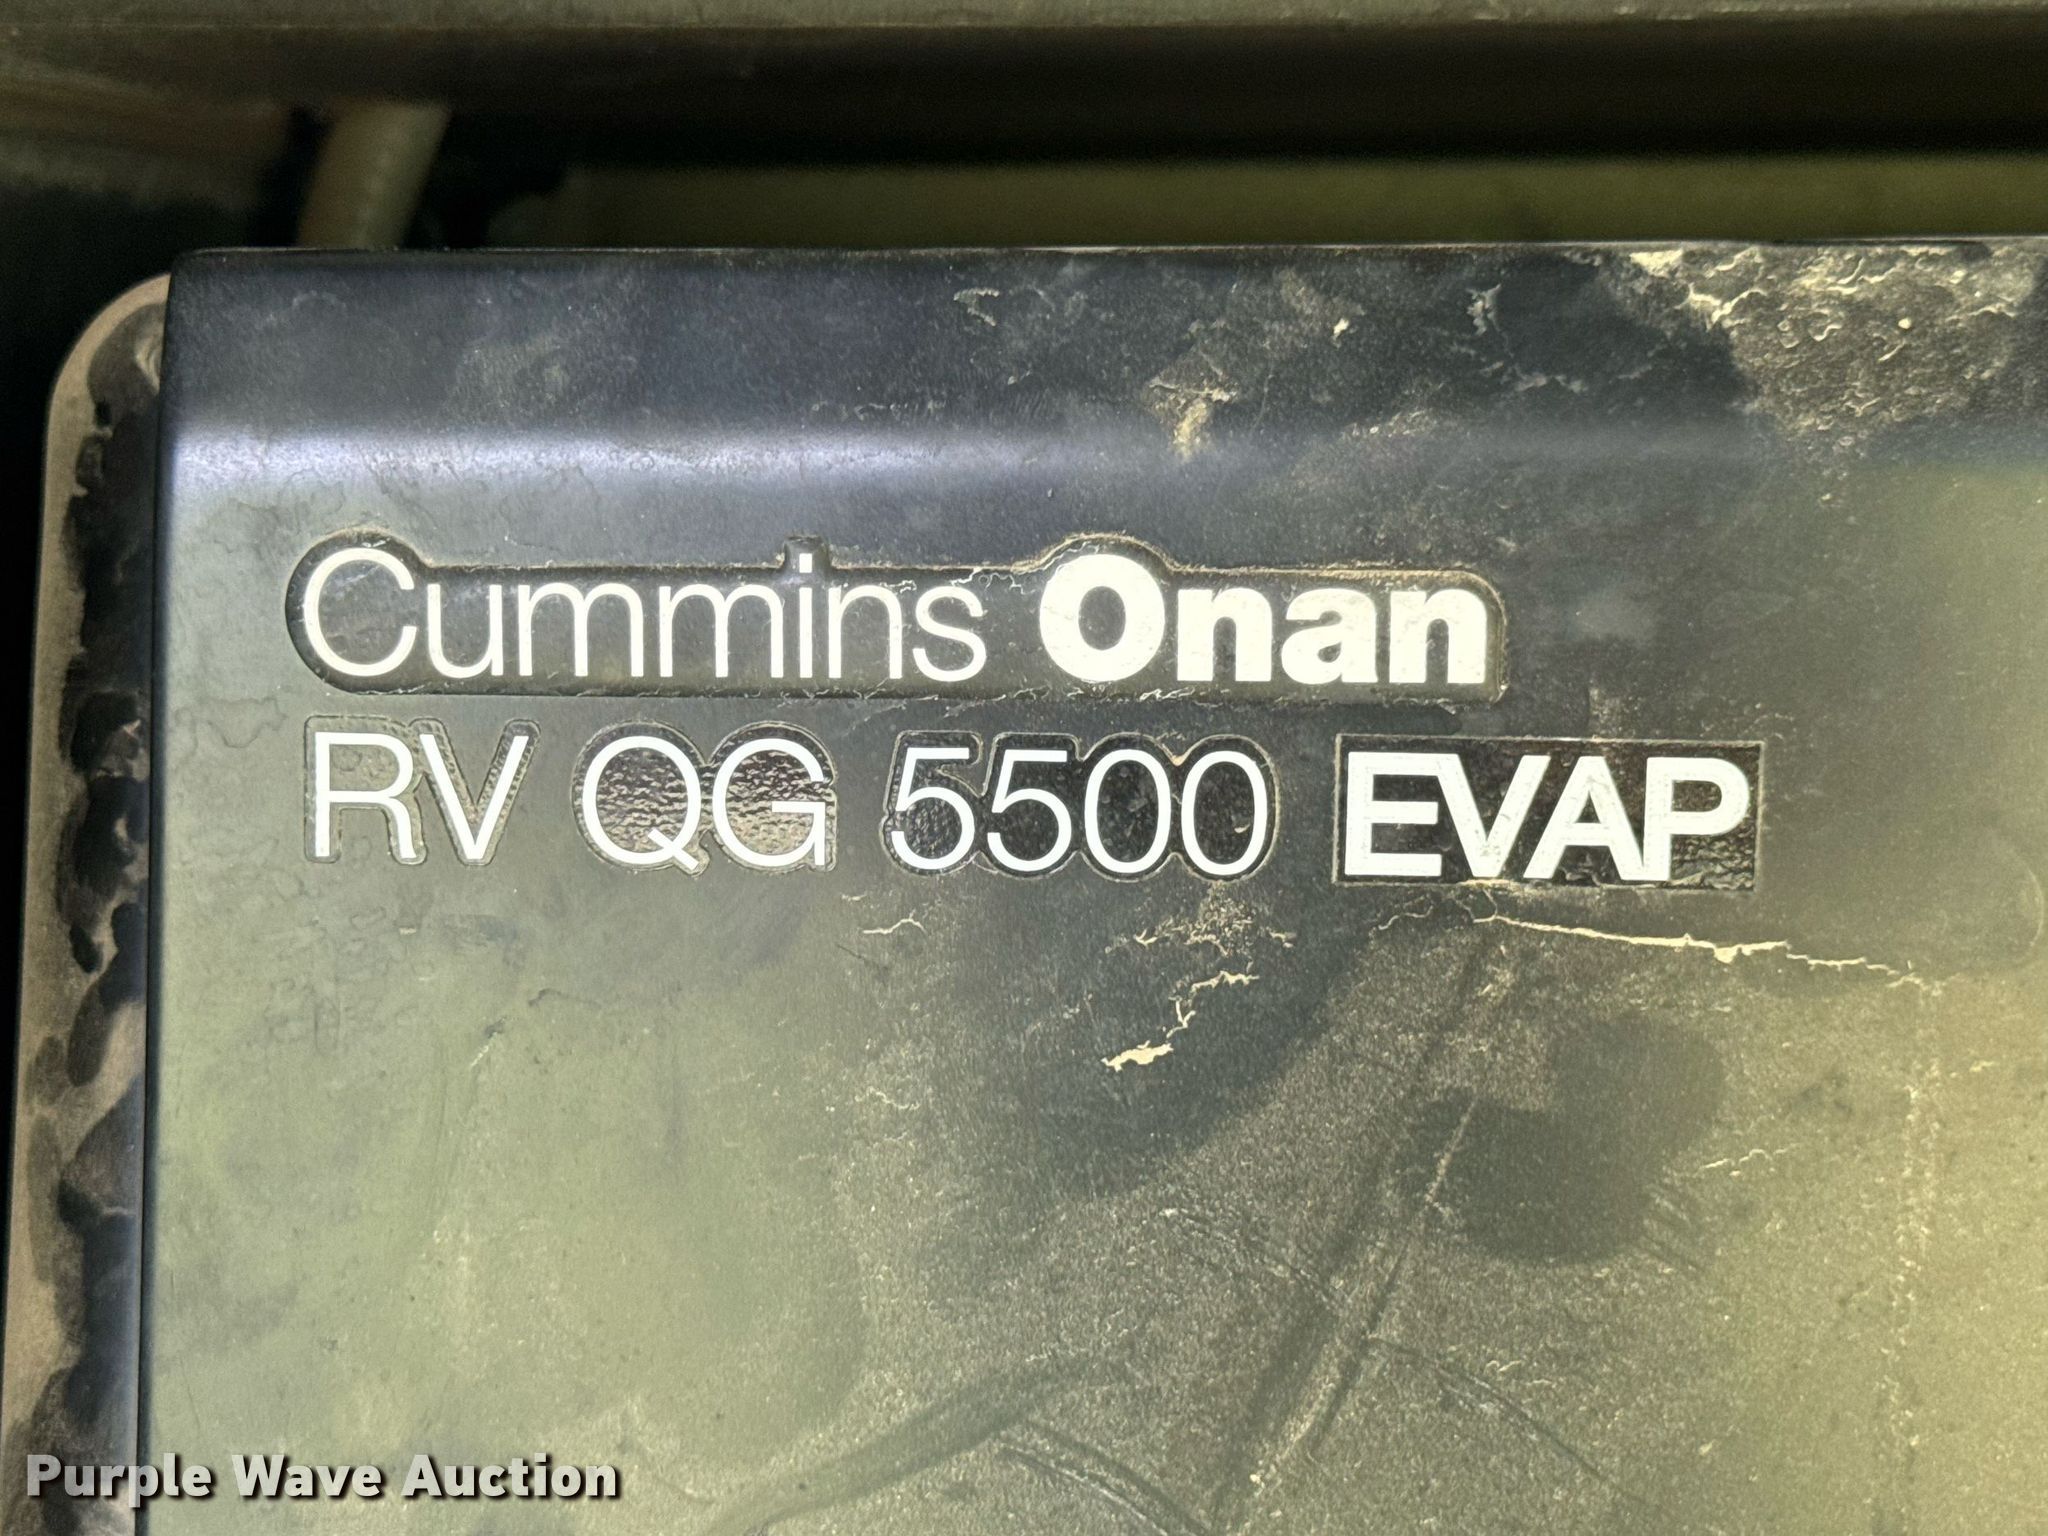 Cummins Onan
RV QG 5500 EVAP
Purple Wave Auction